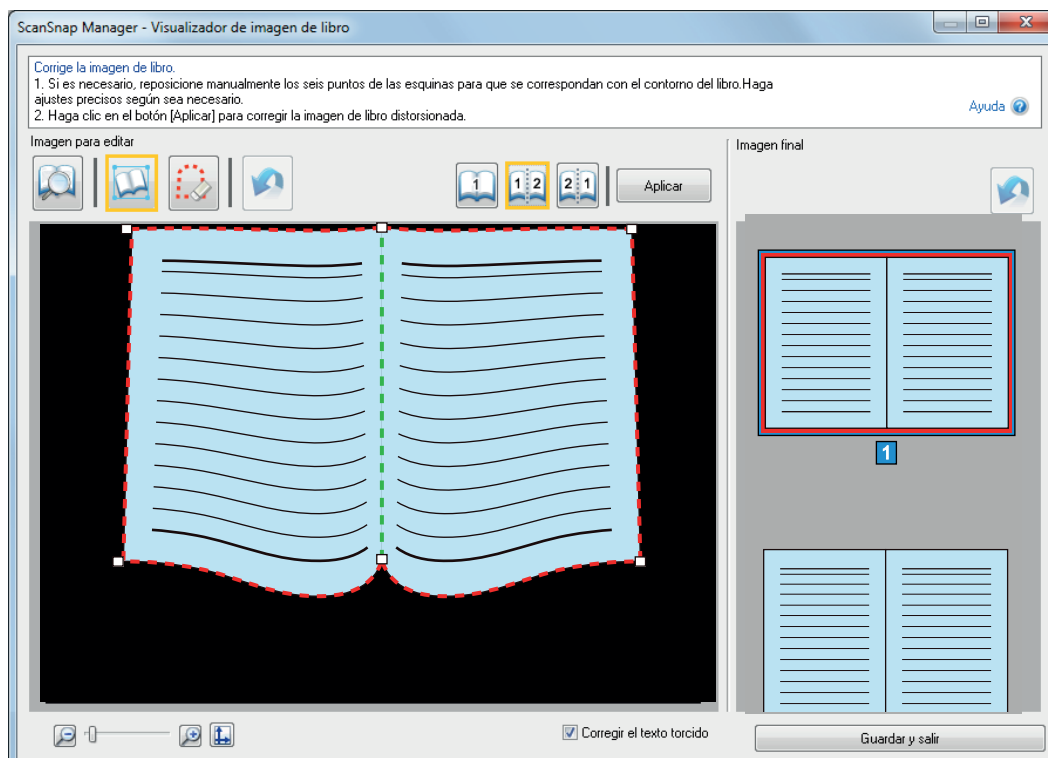 ScanSnap Manager - Visualizador de imagen de libro
Corrige la imagen de libro.
1. Si es necesario, reposicione manualmente los seis puntos de las esquinas para que se correspondan con el contorno del libro.Haga
ajustes precisos según sea necesario.
2. Haga clic en el botón [Aplicar] para corregir la imagen de libro distorsionada.
Ayuda
Imagen para editar
1
1 2
2 1
Aplicar
Imagen final
1
Corregir el texto torcido
Guardar y salir